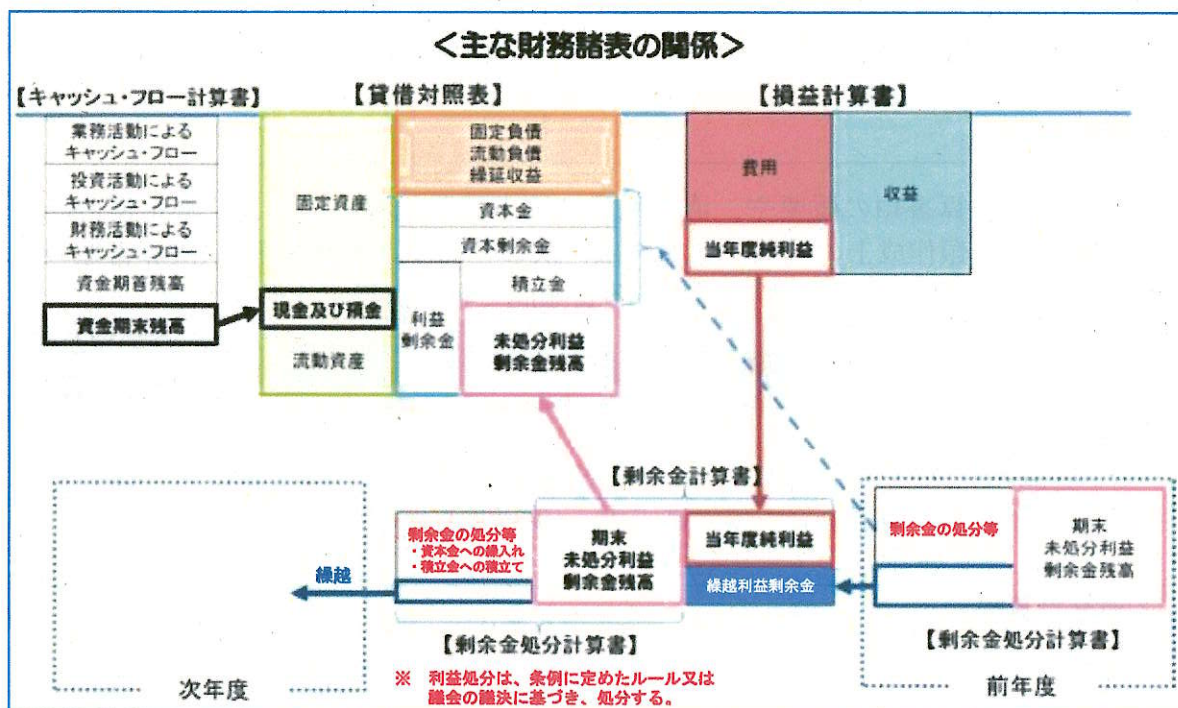 ＜主な財務諸表の関係＞
【キャッシュ・フロー計算書】
業務活動による
キャッシュ・フロー
投資活動による
キャッシュ・フロー
財務活動による
キャッシュ・フロー
資金期首残高
資金期末残高
【貸借対照表】
固定資産
現金及び預金
流動資産
固定負債
流動負債
繰延収益
資本金
資本剰余金
利益
剰余金
積立金
未処分利益
剰余金残高
【損益計算書】
費用
当年度純利益
収益
【剰余金計算書】
剰余金の処分等
・資本金への繰入れ
・積立金への積立て
期末
未処分利益
剰余金残高
当年度純利益
繰越利益剰余金
剰余金の処分等
期末
未処分利益
剰余金残高
繰越
【剰余金処分計算書】
【剰余金処分計算書】
※ 利益処分は、条例に定めたルール又は
議会の議決に基づき、処分する。
次年度
前年度